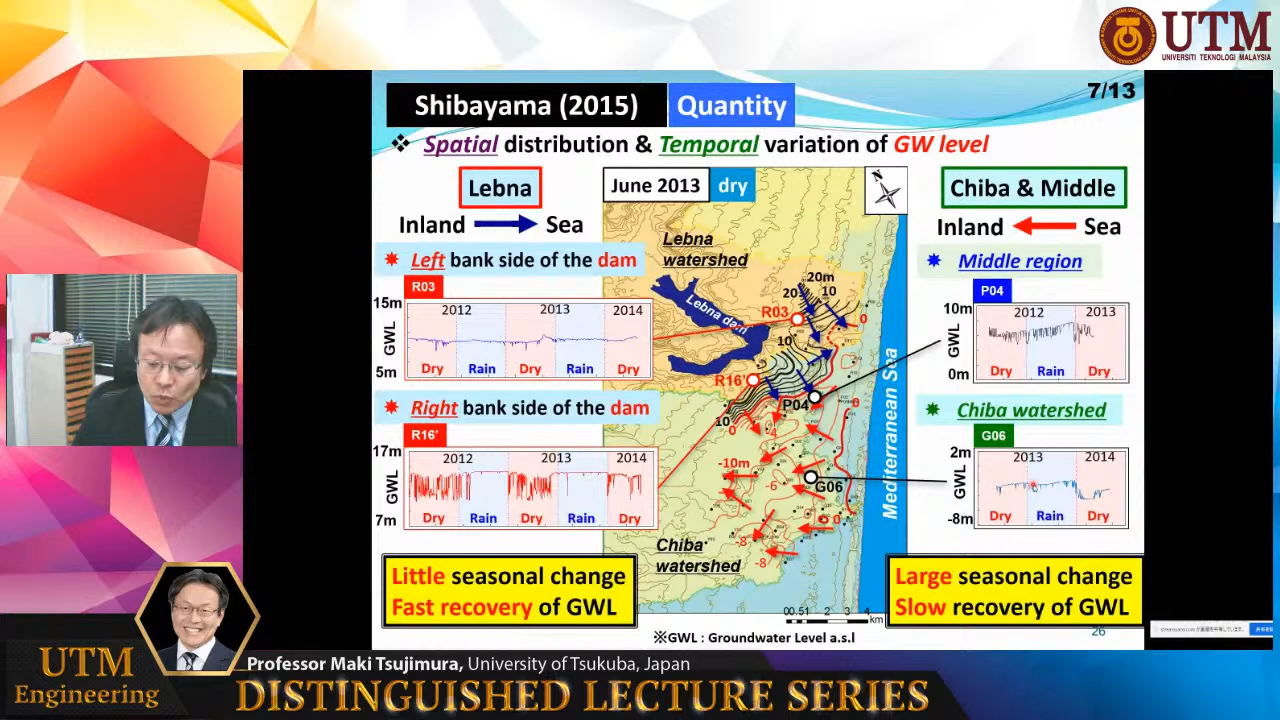 UTM
UNIVERSITI TEKNOLOGI MALAYSIA
7/13
Shibayama (2015) Quantity
❖ Spatial distribution & Temporal variation of GW level
Lebna
Inland Sea
Left bank side of the dam
R03
15m
GWL
5m
2012 2013 2014
Dry Rain Dry Rain Dry
Right bank side of the dam
R16'
17m
GWL
7m
2012 2013 2014
Dry Rain Dry Rain Dry
Little seasonal change
Fast recovery of GWL
June 2013 dry
N
Lebna
watershed
Lebna dam
20m
20 10
R03
0
10
R16'
P04
10
0
-4
0
-10m
-6
G06
0
0
-8
-8
Chiba
watershed
Mediterranean Sea
00.51 2 3 4
km
※GWL : Groundwater Level a.s.l
Chiba & Middle
Inland Sea
Middle region
P04
10m
GWL
0m
2012 2013
Dry Rain Dry
Chiba watershed
G06
2m
GWL
-8m
2013 2014
Dry Rain Dry
Large seasonal change
Slow recovery of GWL
26
UTM
Engineering
Professor Maki Tsujimura, University of Tsukuba, Japan
DISTINGUISHED LECTURE SERIES